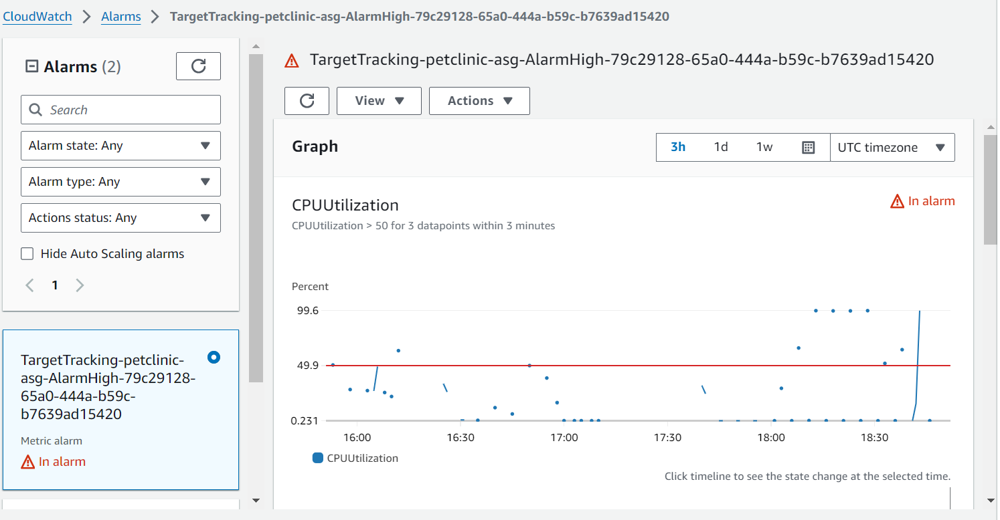 CloudWatch > Alarms > TargetTracking-petclinic-asg-AlarmHigh-79c29128-65a0-444a-b59c-b7639ad15420
Alarms (2)
Search
Alarm state: Any
Alarm type: Any
Actions status: Any
Hide Auto Scaling alarms
1
TargetTracking-petclinic-
asg-AlarmHigh-79c29128-
65a0-444a-b59c-
b7639ad15420
Metric alarm
In alarm
TargetTracking-petclinic-asg-AlarmHigh-79c29128-65a0-444a-b59c-b7639ad15420
View
Actions
Graph
3h 1d 1w UTC timezone
CPUUtilization
In alarm
CPUUtilization > 50 for 3 datapoints within 3 minutes
Percent
99.6
49.9
0.231
16:00 16:30 17:00 17:30 18:00 18:30
CPUUtilization
Click timeline to see the state change at the selected time.